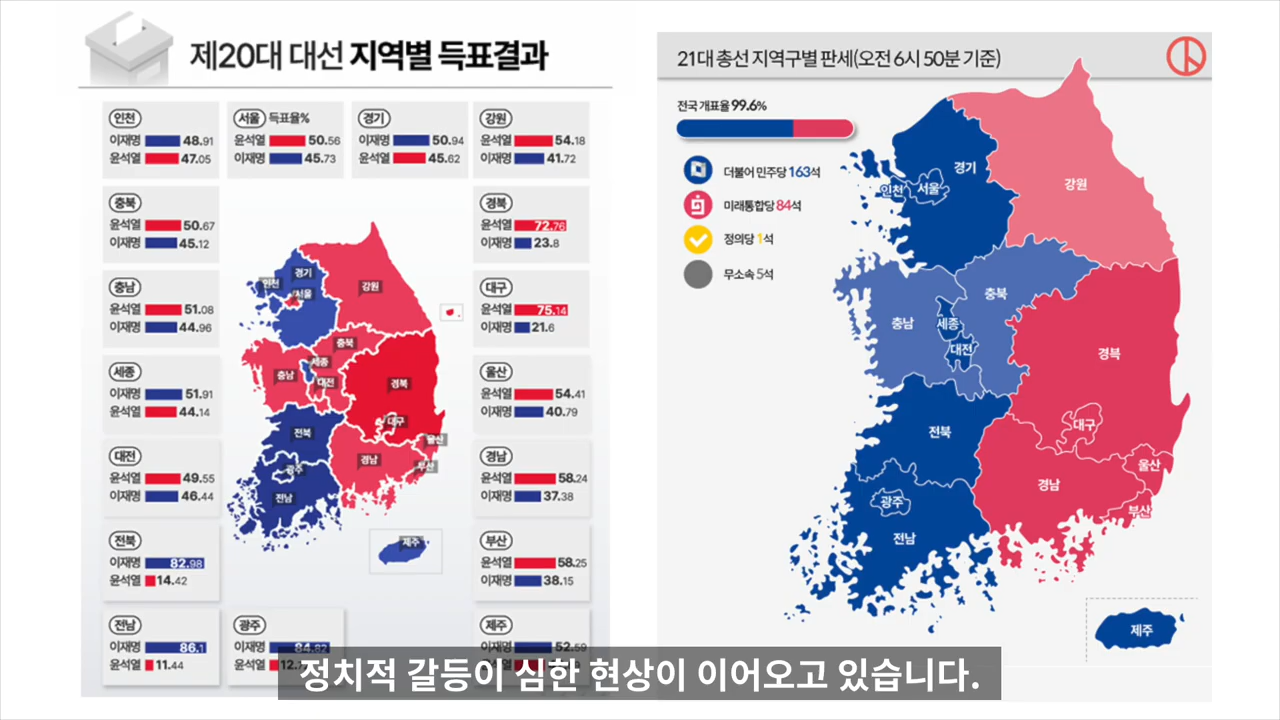 제20대 대선 지역별 득표결과
인천
이재명 48.91
윤석열 47.05
서울 득표율%
윤석열 50.56
이재명 45.73
경기
이재명 50.94
윤석열 45.62
강원
윤석열 54.18
이재명 41.72
충북
윤석열 50.67
이재명 45.12
경북
윤석열 72.76
이재명 23.8
충남
윤석열 51.08
이재명 44.96
대구
윤석열 75.14
이재명 21.6
세종
이재명 51.91
윤석열 44.14
울산
윤석열 54.41
이재명 40.79
대전
윤석열 49.55
이재명 46.44
경남
윤석열 58.24
이재명 37.38
전북
이재명 82.98
윤석열 14.42
부산
윤석열 58.25
이재명 38.15
전남
이재명 86.1
윤석열 11.44
광주
이재명 84.82
제주
이재명 52.59
경기
인천
서울
강원
충북
세종
충남
대전
경북
대구
전북
울산
경남
부산
광주
전남
제주
21대 총선 지역구별 판세(오전 6시 50분 기준)
전국 개표율 99.6%
더불어 민주당 163석
미래통합당 84석
정의당 1석
무소속 5석
경기
인천
서울
강원
충북
충남
세종
대전
경북
전북
대구
울산
경남
광주
부산
전남
제주
정치적 갈등이 심한 현상이 이어오고 있습니다.